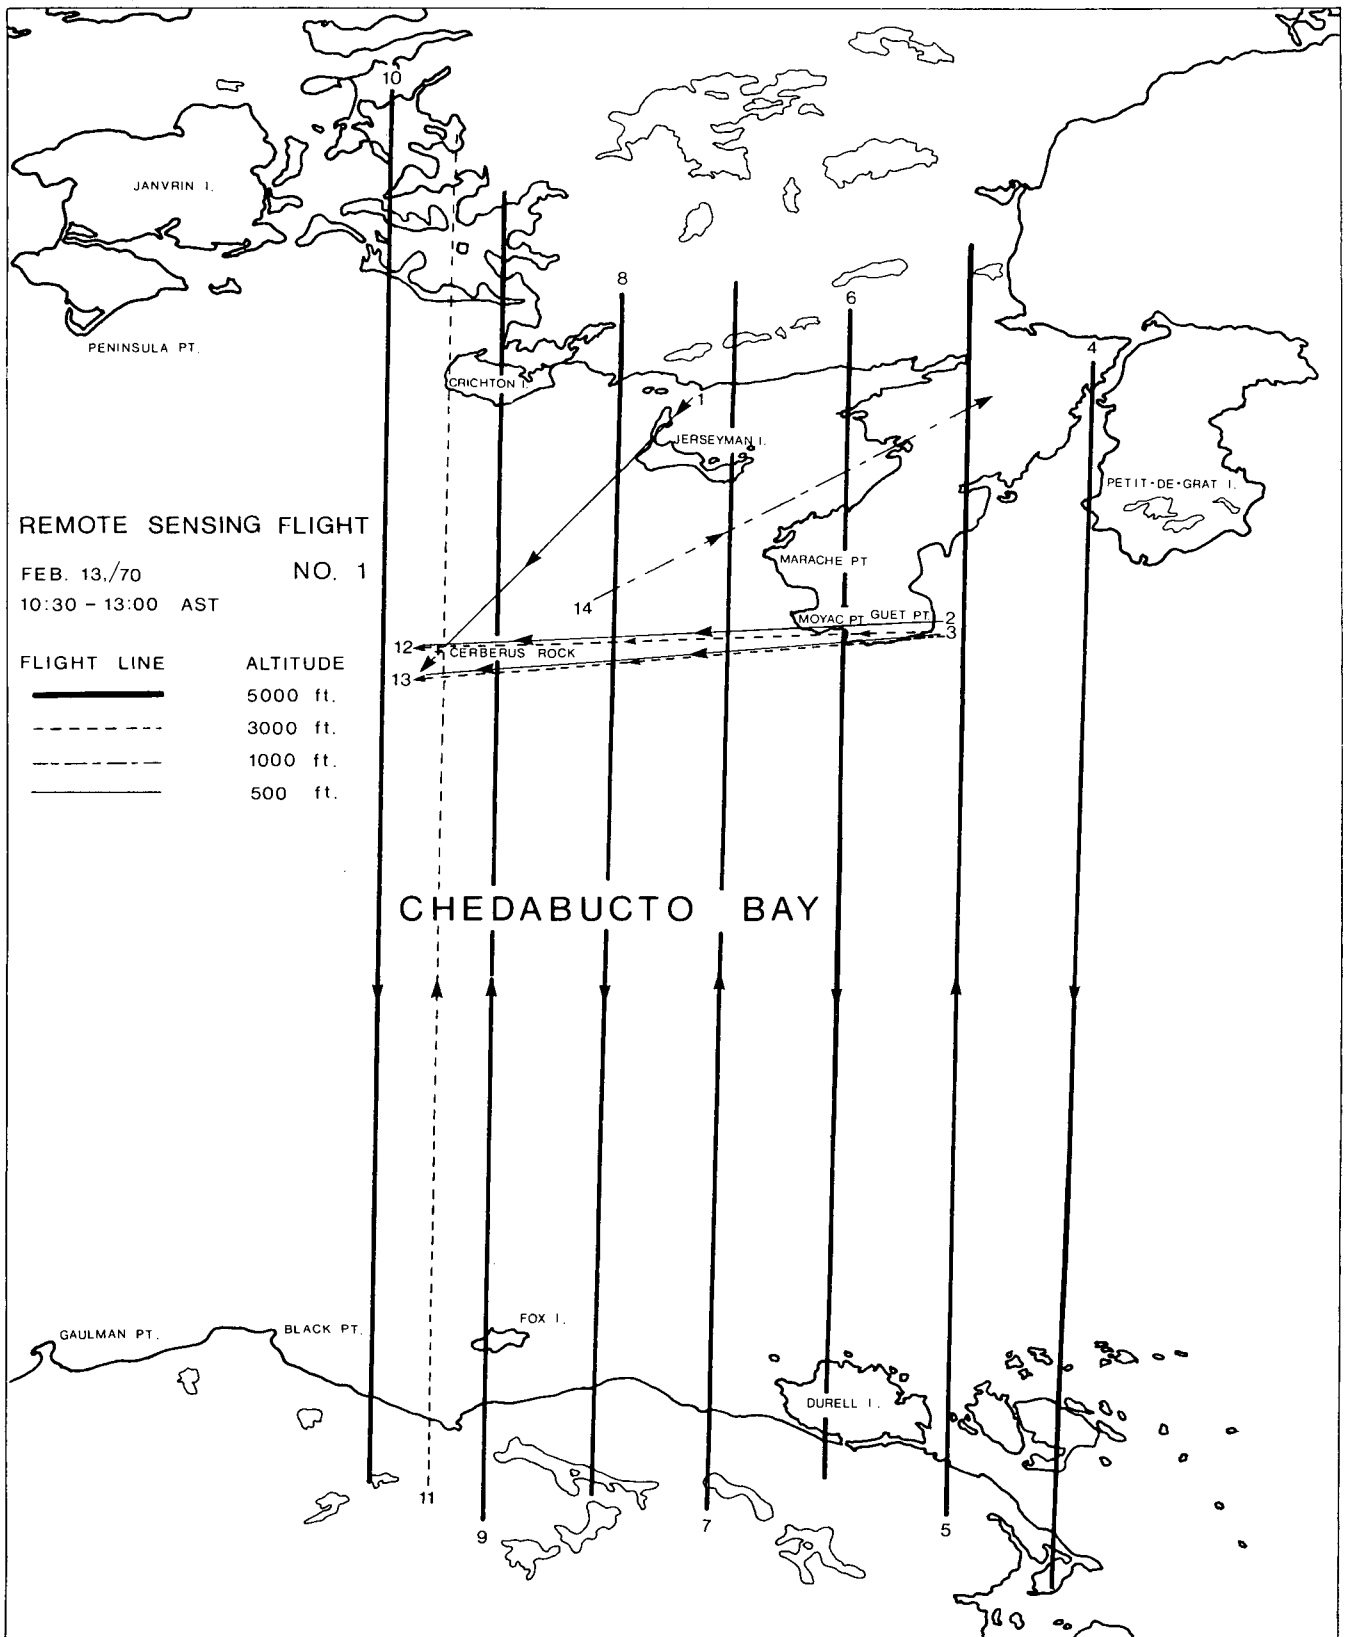 10
JANVRIN I.
8
6
PENINSULA PT.
4
CRICHTON I.
1
JERSEYMAN I.
PETIT-DE-GRAT I.
REMOTE SENSING FLIGHT
NO. 1
FEB. 13,/70
10:30 - 13:00 AST
MARACHE PT
14
MOYAC PT
GUET PT.
2
3
12
CERBERUS ROCK
13
FLIGHT LINE ALTITUDE
5000 ft.
3000 ft.
1000 ft.
500 ft.
CHEDABUCTO BAY
FOX I.
BLACK PT.
GAULMAN PT.
DURELL I.
11
9
7
5